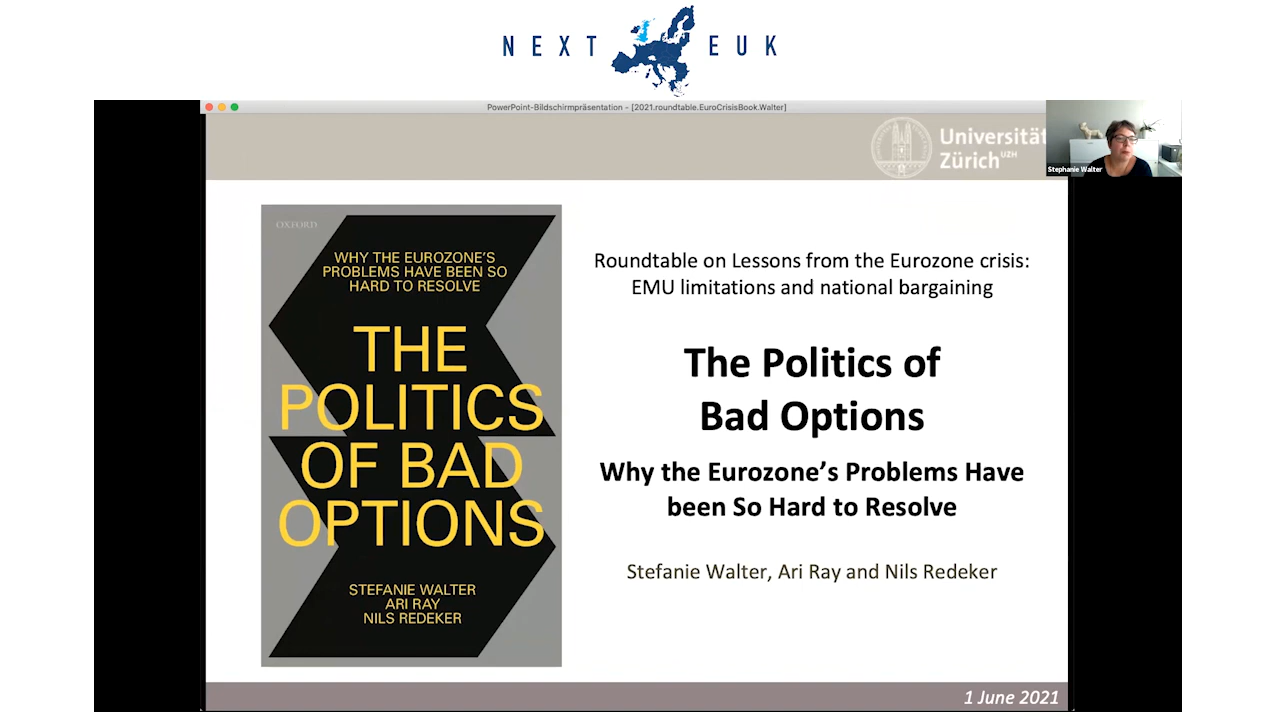 NEXT EUK
PowerPoint-Bildschirmpräsentation - [2021.roundtable.EuroCrisisBook.Walter]
Universität
Zürich UZH
Stephanie Walter
OXFORD
WHY THE EUROZONE'S
PROBLEMS HAVE BEEN SO
HARD TO RESOLVE
THE
POLITICS
OF BAD
OPTIONS
STEFANIE WALTER
ARI RAY
NILS REDEKER
Roundtable on Lessons from the Eurozone crisis:
EMU limitations and national bargaining
The Politics of
Bad Options
Why the Eurozone’s Problems Have
been So Hard to Resolve
Stefanie Walter, Ari Ray and Nils Redeker
1 June 2021